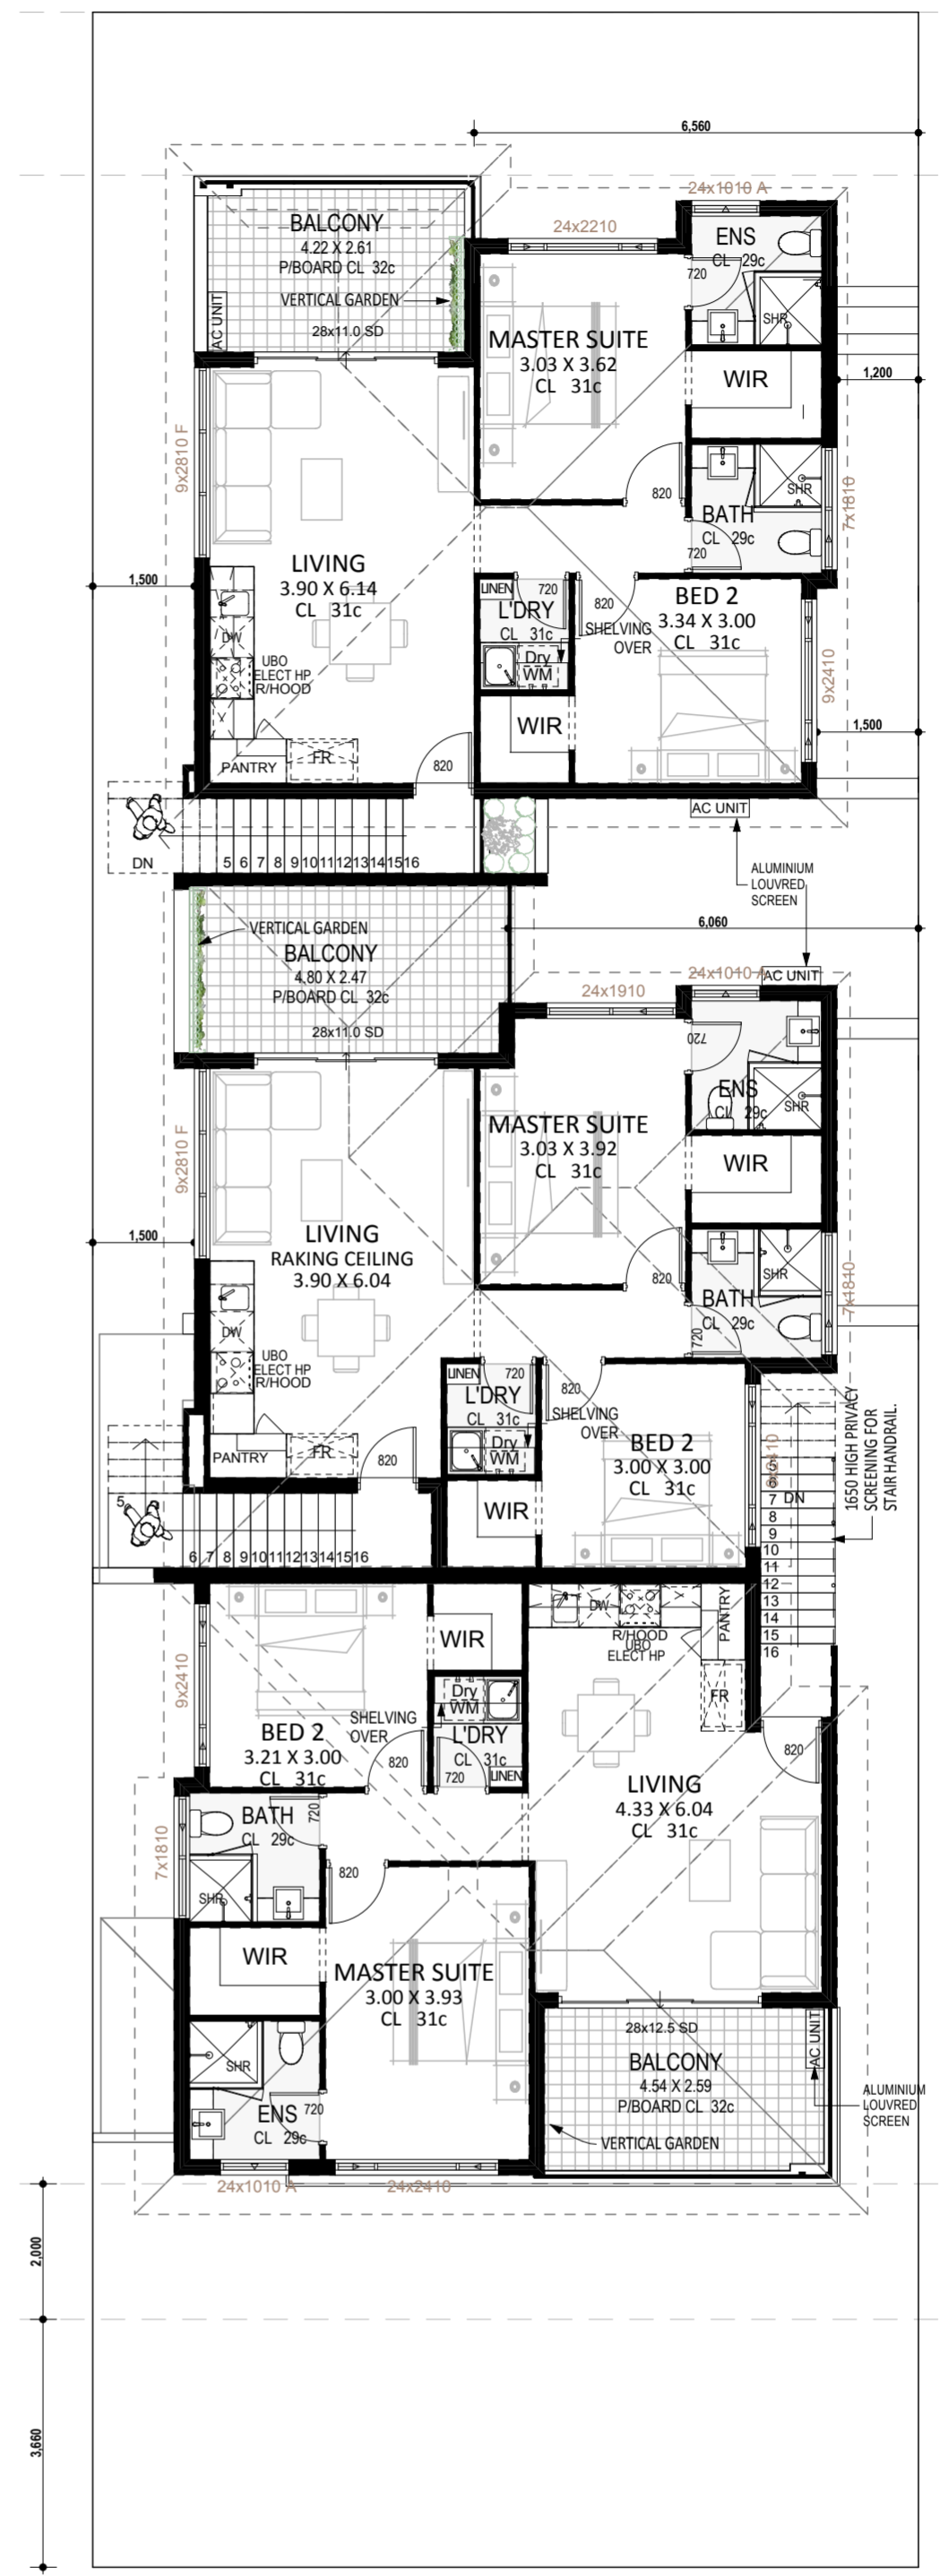 6,560
24x1010 A
24x2210
BALCONY
4.22 X 2.61
P/BOARD CL 32c
VERTICAL GARDEN
28x11.0 SD
AC UNIT
ENS
CL 29c
720
SHR
MASTER SUITE
3.03 X 3.62
CL 31c
WIR
1,200
9x2810 F
820
SHR
BATH
CL 29c
720
7x1810
LIVING
3.90 X 6.14
CL 31c
1,500
DW
UBO
ELECT HP
R/HOOD
PANTRY
FR
820
LINEN
720
L'DRY
CL 31c
Dry
WM
820
SHELVING
OVER
BED 2
3.34 X 3.00
CL 31c
9x2410
WIR
1,500
AC UNIT
DN
5 6 7 8 9 10 11 12 13 14 15 16
ALUMINIUM
LOUVRED
SCREEN
6,060
VERTICAL GARDEN
BALCONY
4.80 X 2.47
P/BOARD CL 32c
28x11.0 SD
24x1010 A
AC UNIT
24x1910
720
ENS
CL 29c
SHR
MASTER SUITE
3.03 X 3.92
CL 31c
WIR
9x2810 F
1,500
LIVING
RAKING CEILING
3.90 X 6.04
820
SHR
BATH
CL 29c
720
7x1810
DW
UBO
ELECT HP
R/HOOD
PANTRY
FR
820
LINEN
720
L'DRY
CL 31c
Dry
WM
820
SHELVING
OVER
BED 2
3.00 X 3.00
CL 31c
WIR
1650 HIGH PRIVACY
SCREENING FOR
STAIR HANDRAIL.
5
6
7
DN
8
9
10
11
12
13
14
15
16
5
6 7 8 9 10 11 12 13 14 15 16
9x2410
WIR
DW
R/HOOD
UBO
ELECT HP
PANTRY
FR
Dry
WM
SHELVING
OVER
L'DRY
CL 31c
720
LINEN
820
BED 2
3.21 X 3.00
CL 31c
820
LIVING
4.33 X 6.04
CL 31c
BATH
CL 29c
720
7x1810
SHR
820
WIR
MASTER SUITE
3.00 X 3.93
CL 31c
28x12.5 SD
AC UNIT
BALCONY
4.54 X 2.59
P/BOARD CL 32c
VERTICAL GARDEN
ALUMINIUM
LOUVRED
SCREEN
SHR
ENS
CL 29c
720
24x1010 A
24x2410
2,000
3,660